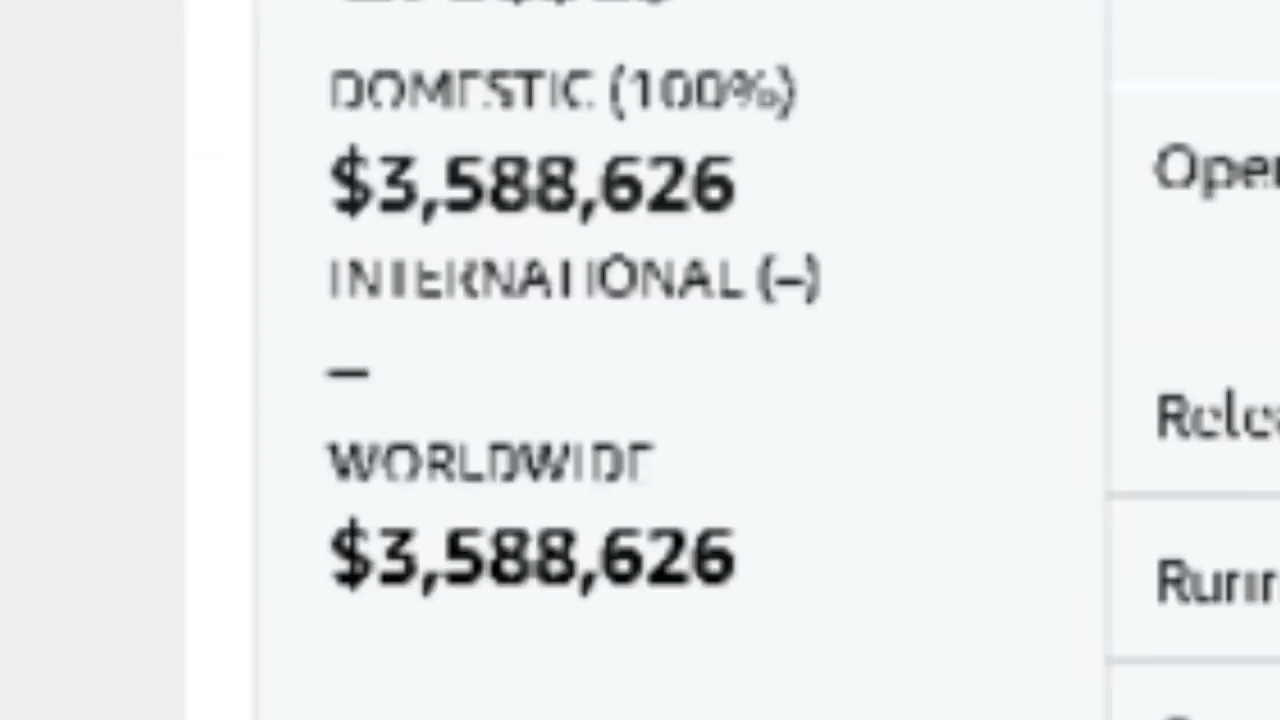 DOMESTIC (100%)
$3,588,626
INTERNATIONAL (–)
–
WORLDWIDE
$3,588,626